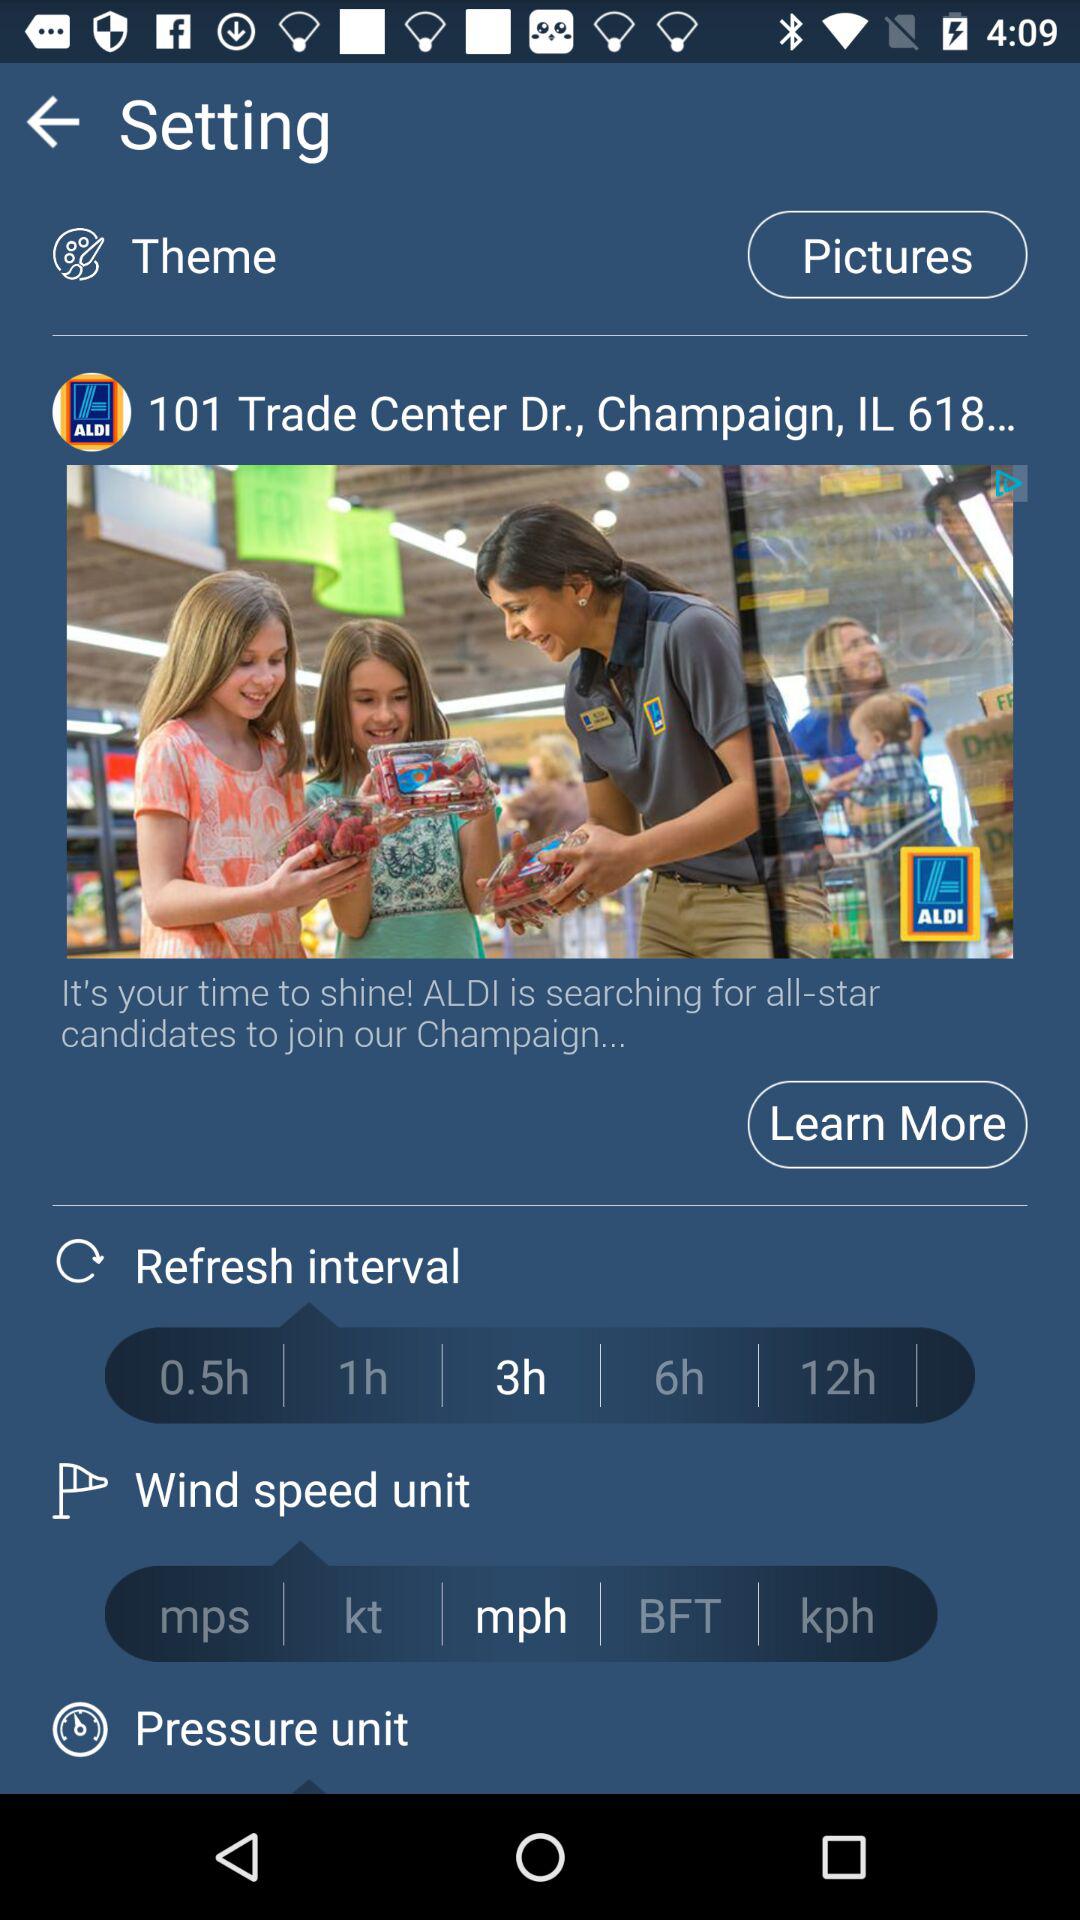 4:09
Setting
Theme
Pictures
ALDI
101 Trade Center Dr., Champaign, IL 618...
FR
ALDI
It's your time to shine! ALDI is searching for all-star
candidates to join our Champaign...
Learn More
Refresh interval
0.5h 1h 3h 6h 12h
Wind speed unit
mps kt mph BFT kph
Pressure unit